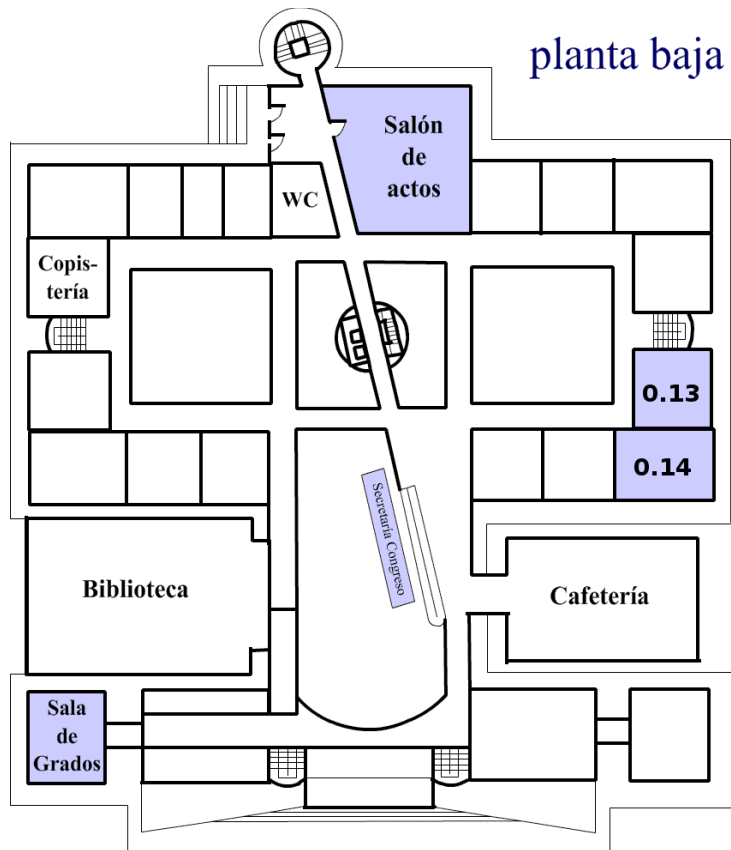 planta baja
Salón
de
actos
WC
Copis-
tería
0.13
0.14
Secretaría Congreso
Biblioteca
Cafetería
Sala
de
Grados